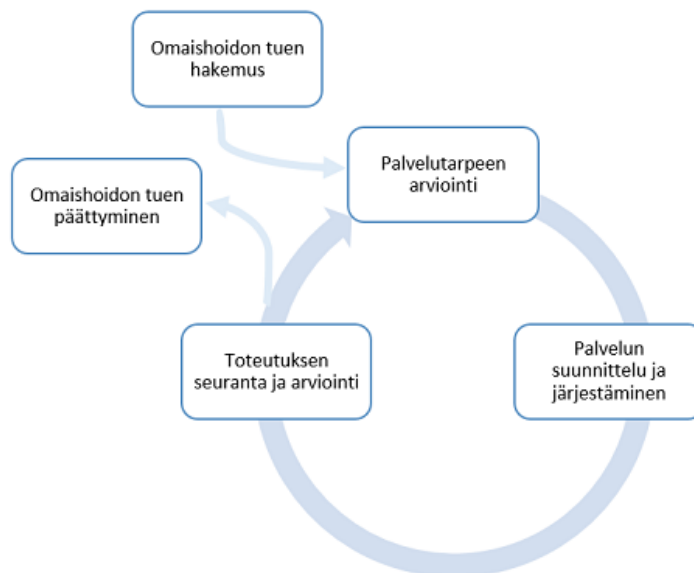 Omaishoidon tuen
hakemus
Palvelutarpeen
arviointi
Omaishoidon tuen
päättyminen
Toteutuksen
seuranta ja arviointi
Palvelun
suunnittelu ja
järjestäminen